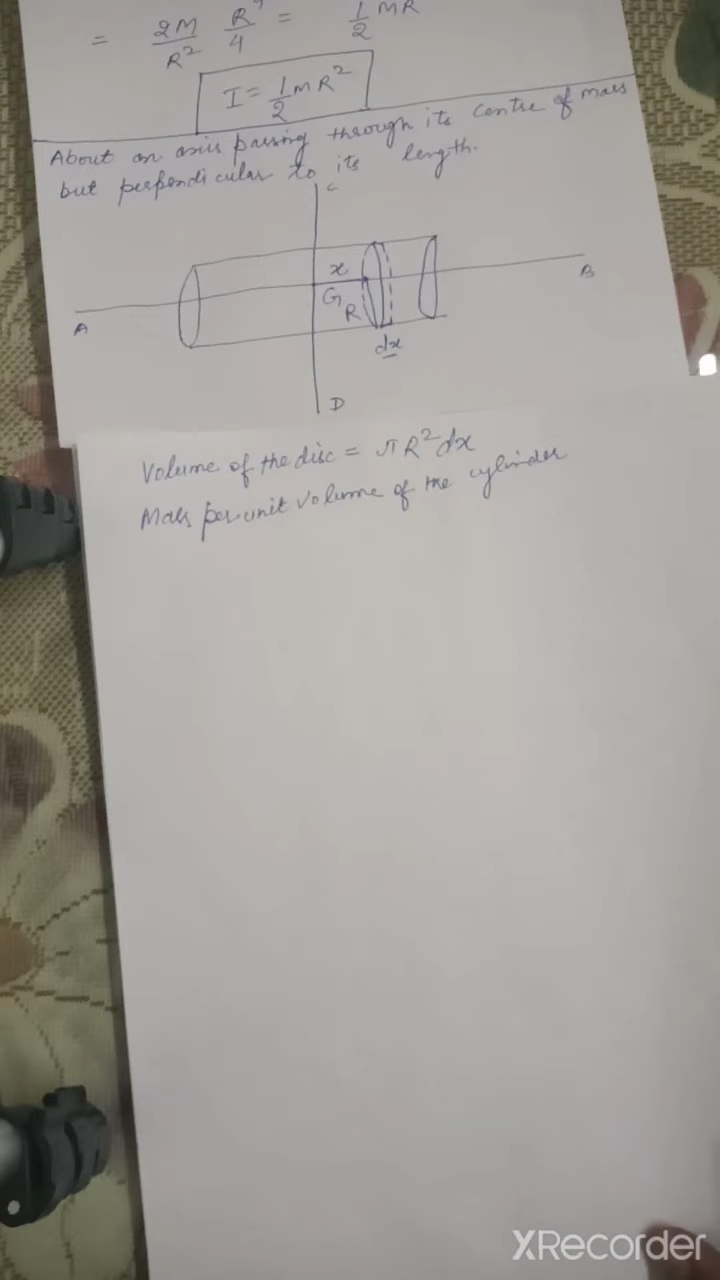 = 2M/R² R⁴/4 = 1/2 MR
I = 1/2 MR²
About an axis passing through its centre of mass
but perpendicular to its length.
C
x
B
G
R
A
dx
D
Volume of the disc = πR²dx
Mass per unit volume of the cylinder
XRecorder